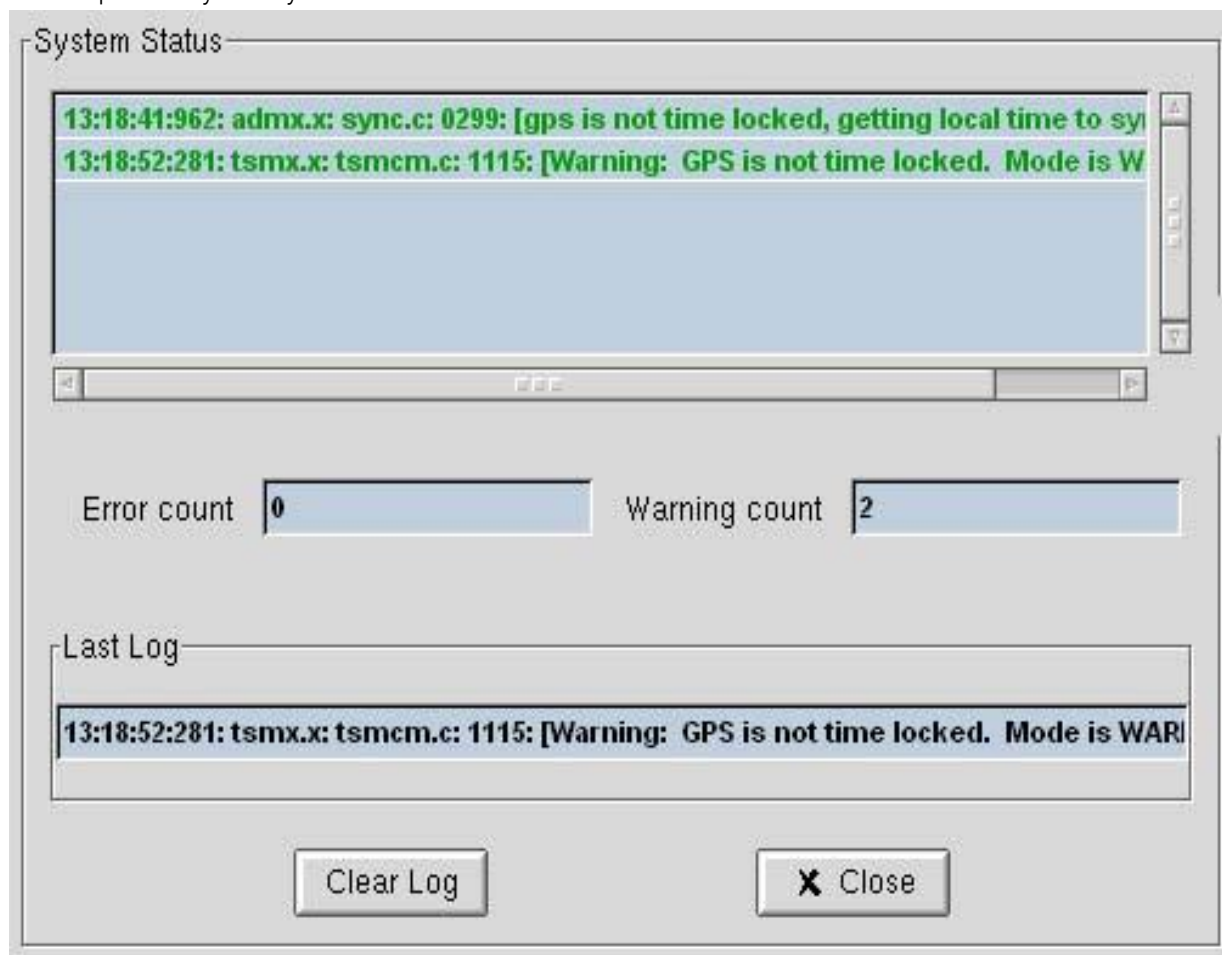 System Status
13:18:41:962: admx.x: sync.c: 0299: [gps is not time locked, getting local time to
13:18:52:281: tsmx.x: tsmcm.c: 1115: [Warning: GPS is not time locked. Mode is W
Error count 0 Warning count 2
Last Log
13:18:52:281: tsmx.x: tsmcm.c: 1115: [Warning: GPS is not time locked. Mode is WAR
Clear Log X Close